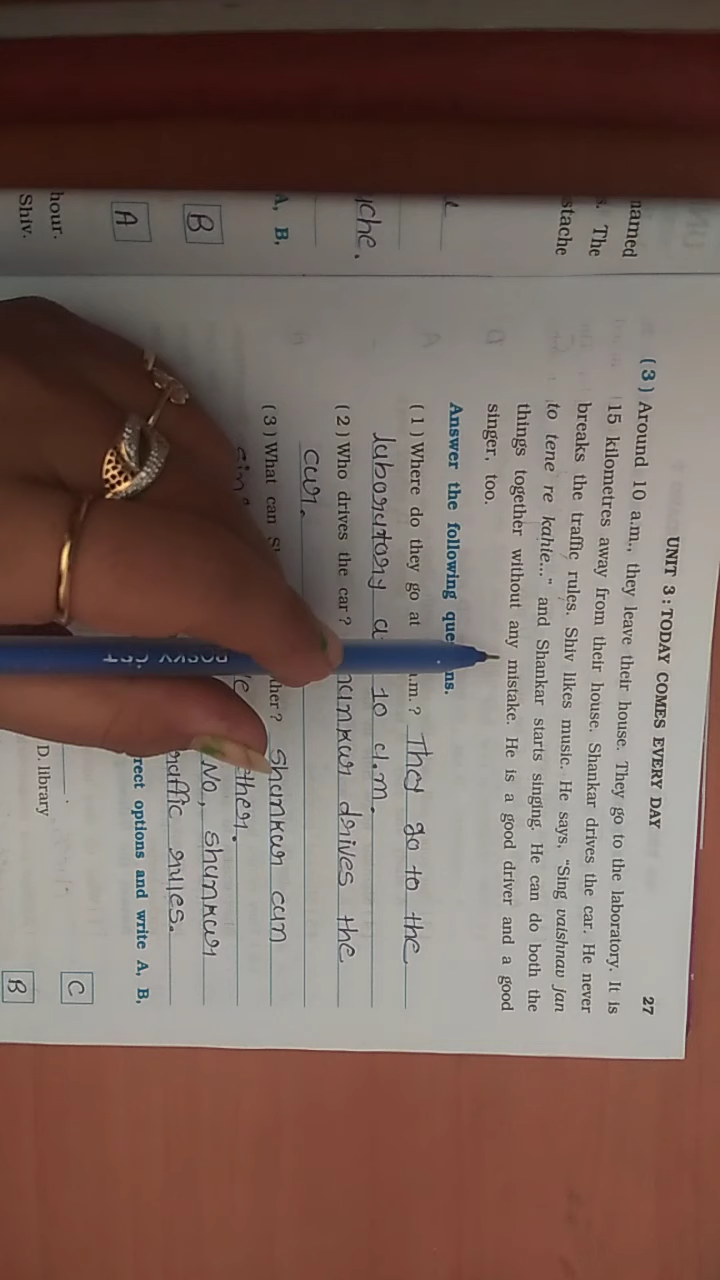 named
s. The
stache
iche.
A, B,
B
A
hour.
Shiv.
UNIT 3 : TODAY COMES EVERY DAY 27
(3) Around 10 a.m., they leave their house. They go to the laboratory. It is
15 kilometres away from their house. Shankar drives the car. He never
breaks the traffic rules. Shiv likes music. He says, "Sing vaishnav jan
to tene re kahie..." and Shankar starts singing. He can do both the
things together without any mistake. He is a good driver and a good
singer, too.
Answer the following que ns.
(1) Where do they go at .m. ? They go to the
laboratory a 10 a.m.
(2) Who drives the car? hankar drives the
car.
(3) What can S ther? Shankar can
sin ether.
No, Shankar
raffic rules.
rect options and write A, B,
.
C
D. library
B